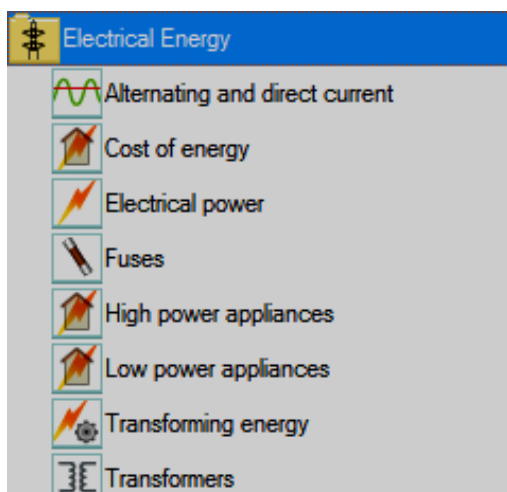 Electrical Energy
Alternating and direct current
Cost of energy
Electrical power
Fuses
High power appliances
Low power appliances
Transforming energy
Transformers